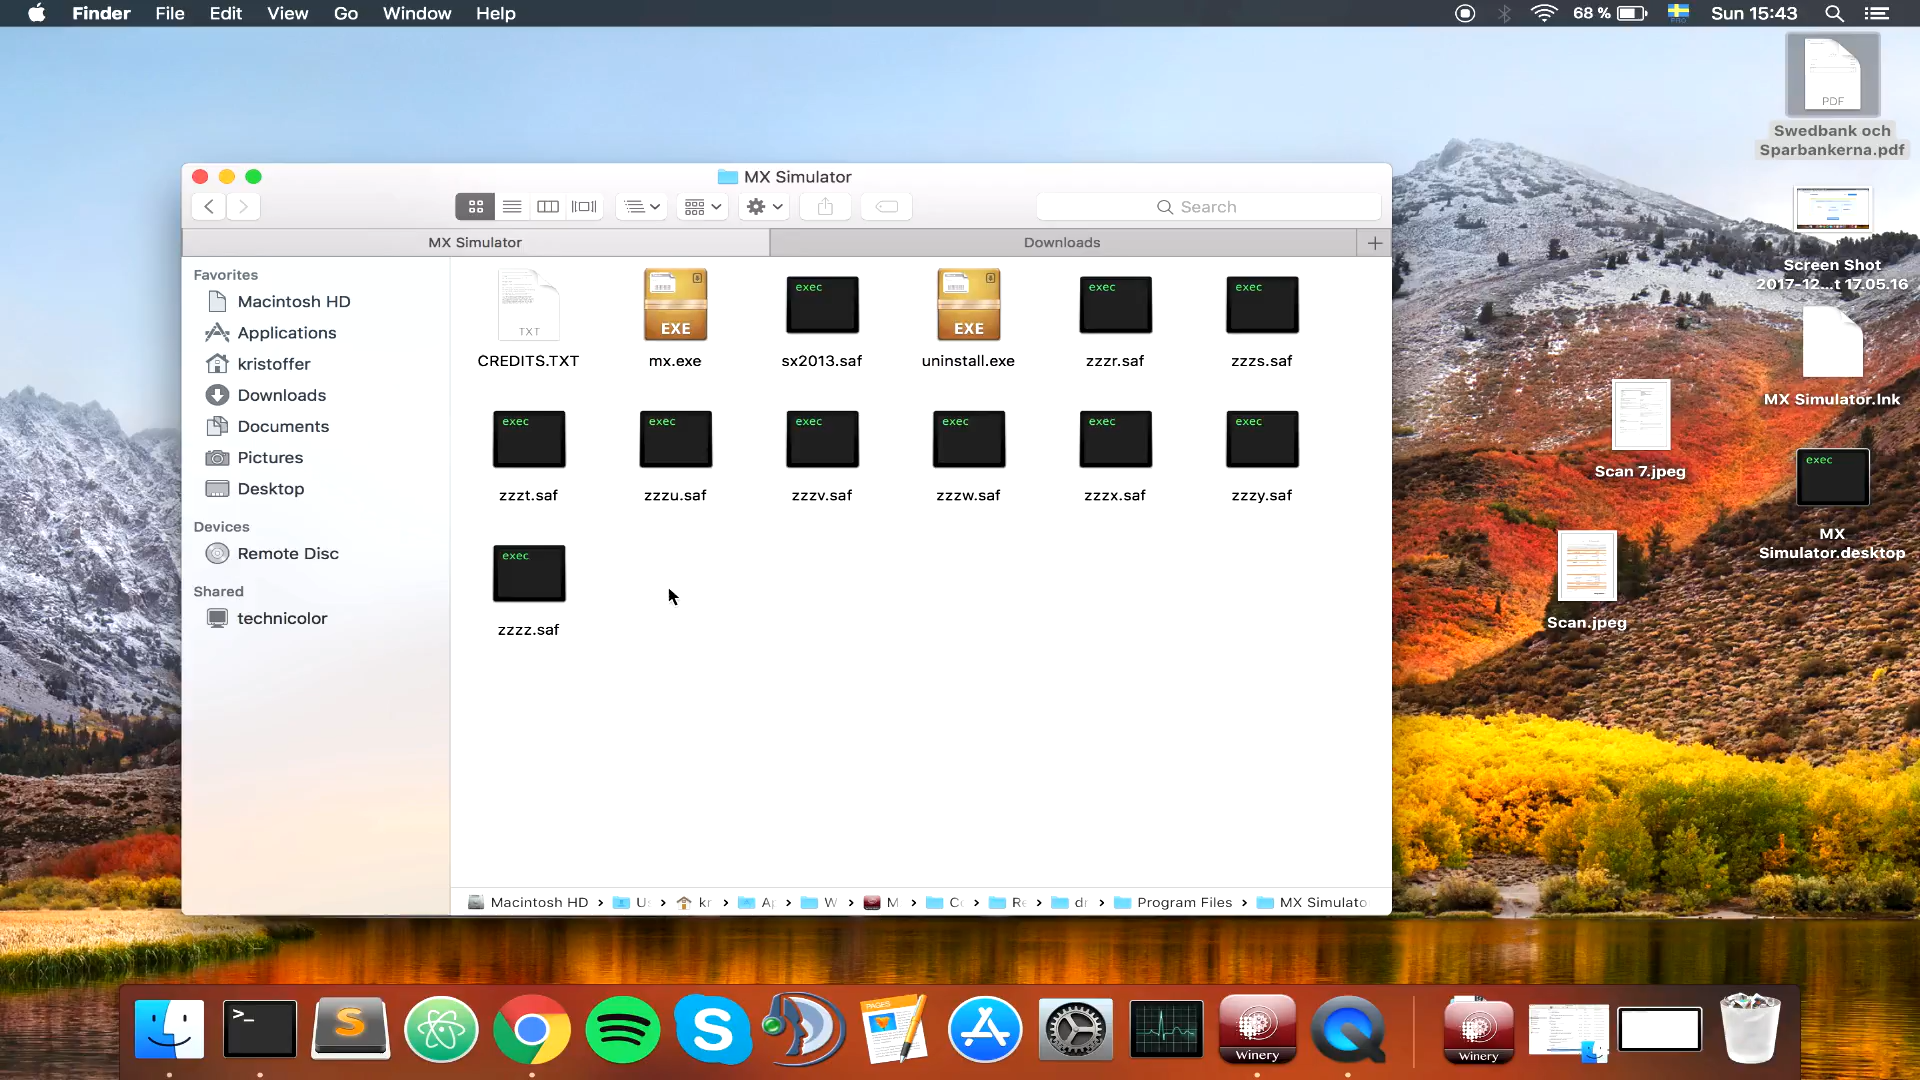 Finder File Edit View Go Window Help
68 % Sun 15:43
PDF
Swedbank och
Sparbankerna.pdf
MX Simulator
Search
MX Simulator Downloads
Favorites
Macintosh HD
Applications
kristoffer
Downloads
Documents
Pictures
Desktop
Devices
Remote Disc
Shared
technicolor
TXT EXE exec EXE exec exec
CREDITS.TXT mx.exe sx2013.saf uninstall.exe zzzr.saf zzzs.saf
exec exec exec exec exec exec
zzzt.saf zzzu.saf zzzv.saf zzzw.saf zzzx.saf zzzy.saf
exec
zzzz.saf
Macintosh HD › U: › kr › A › W › M › C › R › dr › Program Files › MX Simulato
Screen Shot
2017-12...t 17.05.16
MX Simulator.lnk
Scan 7.jpeg
exec
MX
Simulator.desktop
Scan.jpeg
>_ S PAGES Winery Winery